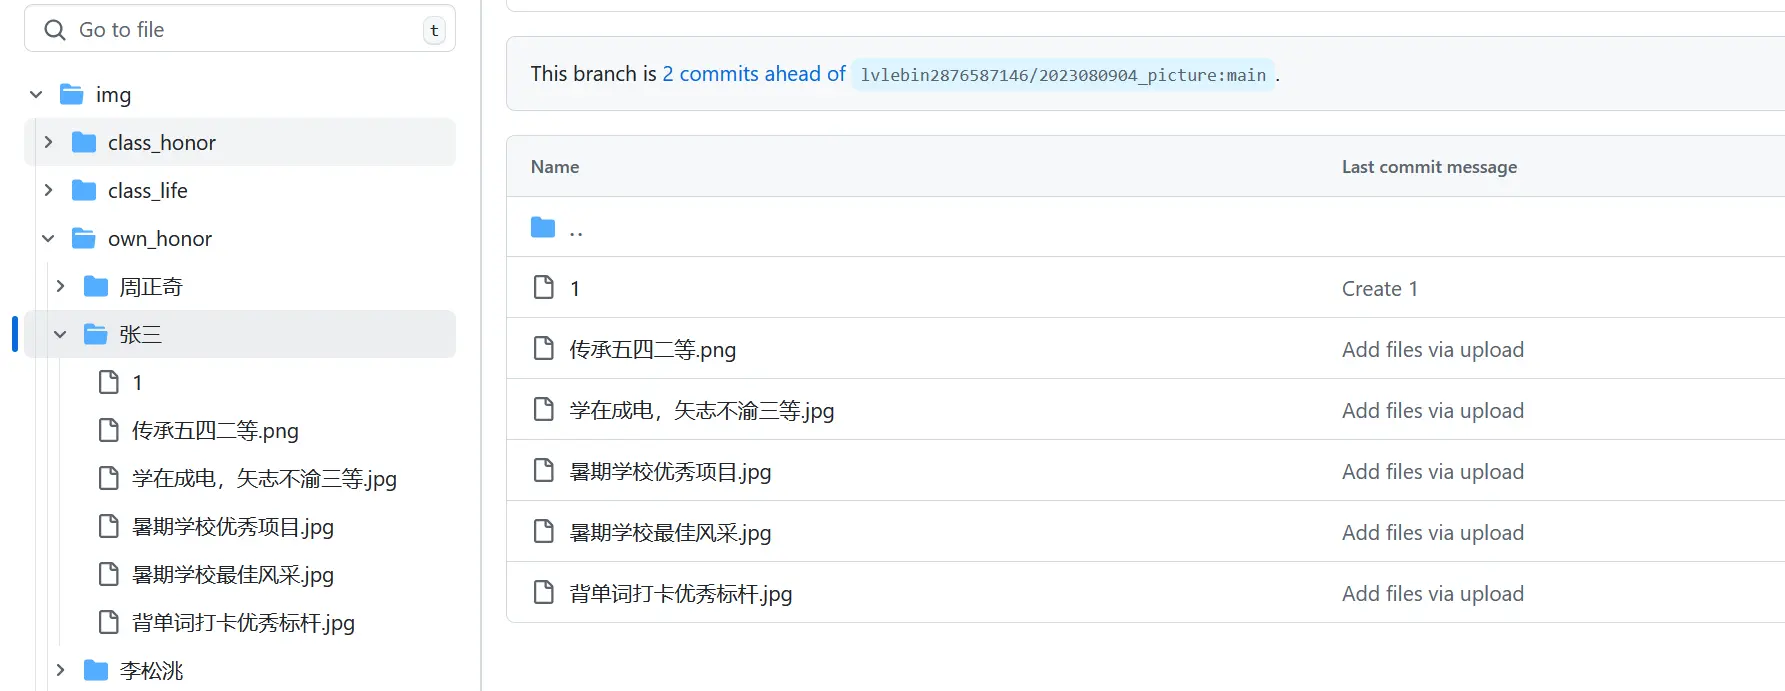 Go to file
t
img
class_honor
class_life
own_honor
周正奇
张三
1
传承五四二等.png
学在成电，矢志不渝三等.jpg
暑期学校优秀项目.jpg
暑期学校最佳风采.jpg
背单词打卡优秀标杆.jpg
李松洮
This branch is 2 commits ahead of lvlebin2876587146/2023080904_picture:main .
Name Last commit message
..
1 Create 1
传承五四二等.png Add files via upload
学在成电，矢志不渝三等.jpg Add files via upload
暑期学校优秀项目.jpg Add files via upload
暑期学校最佳风采.jpg Add files via upload
背单词打卡优秀标杆.jpg Add files via upload